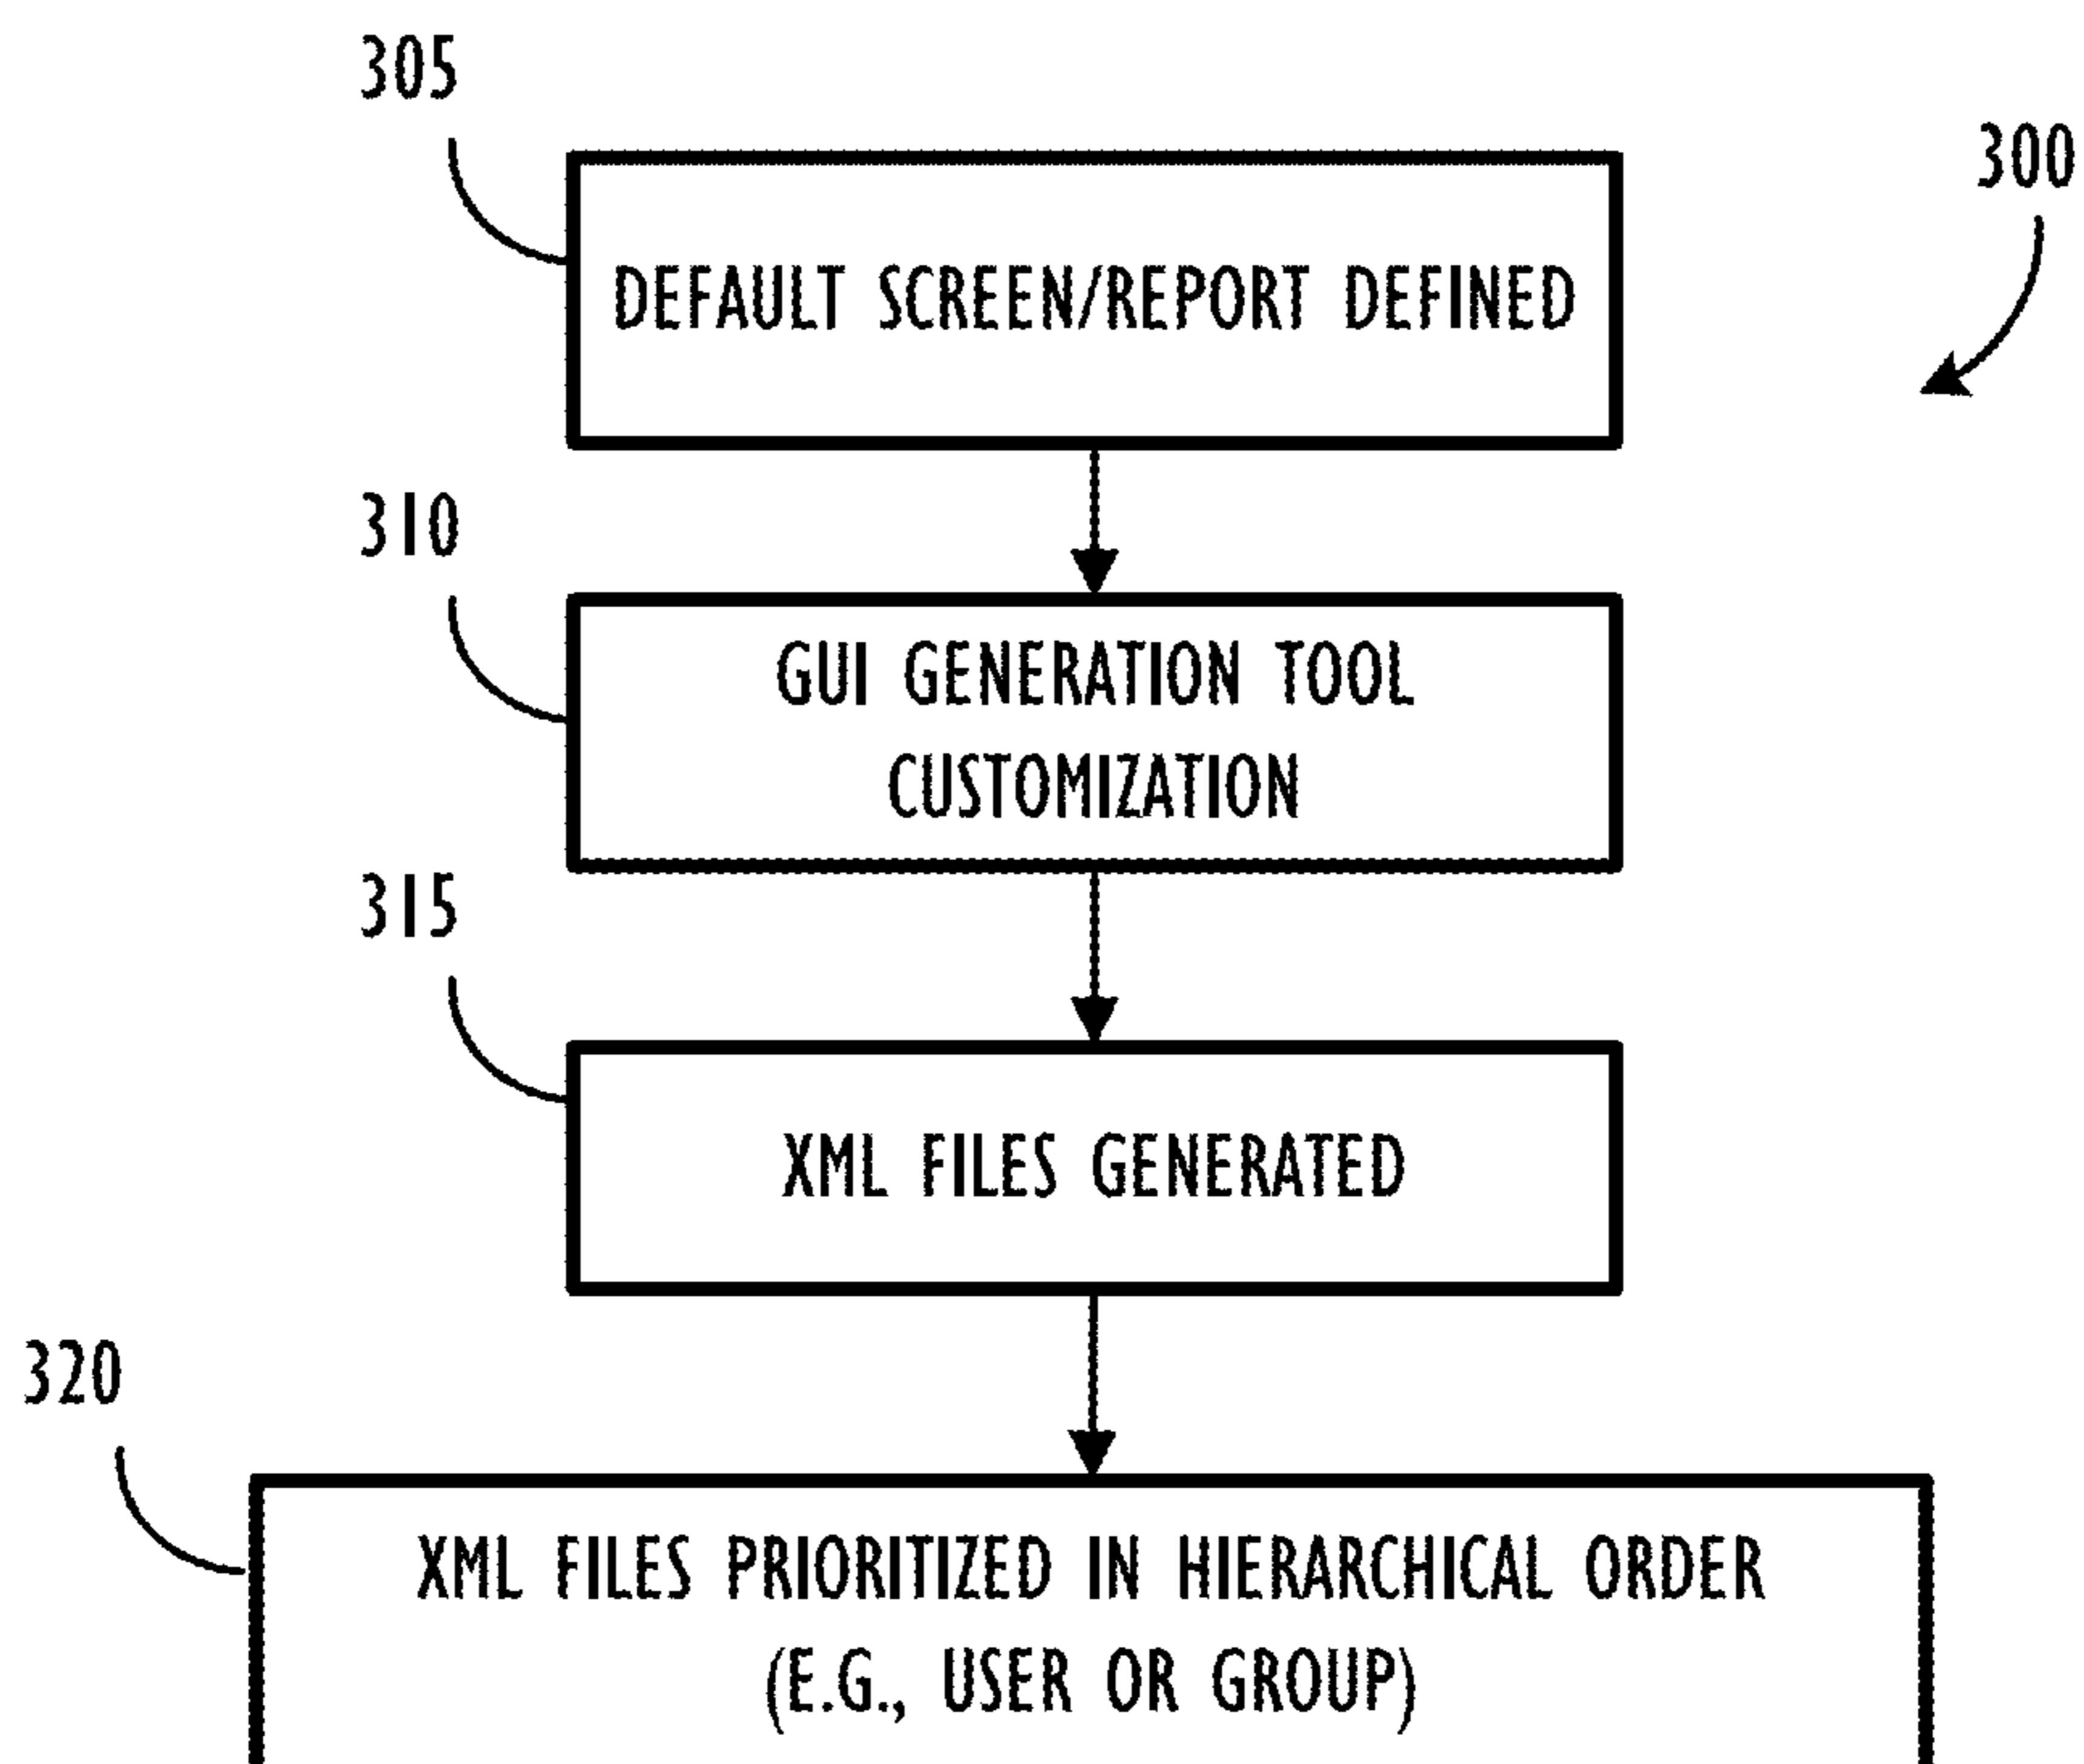 305
300
DEFAULT SCREEN/REPORT DEFINED
310
GUI GENERATION TOOL
CUSTOMIZATION
315
XML FILES GENERATED
320
XML FILES PRIORITIZED IN HIERARCHICAL ORDER
(E.G., USER OR GROUP)